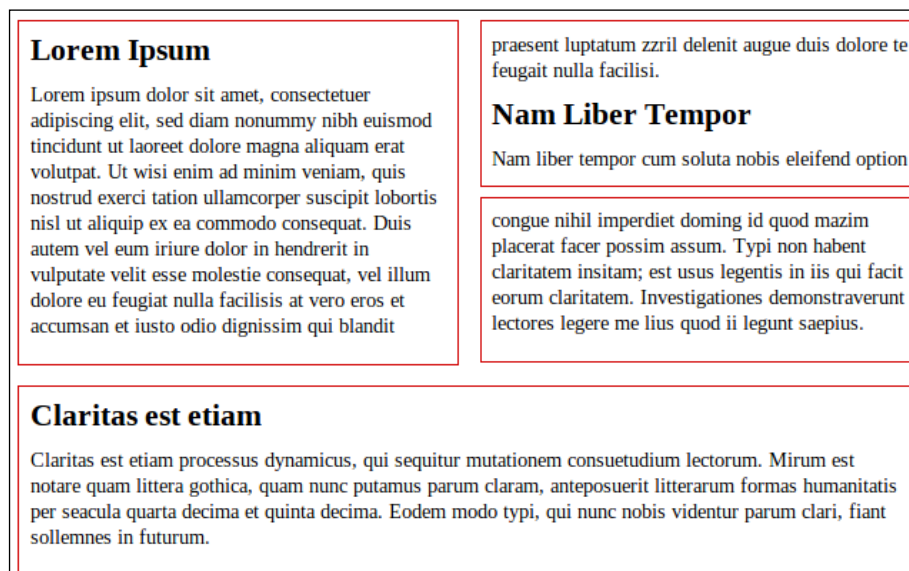 Lorem Ipsum
Lorem ipsum dolor sit amet, consectetuer
adipiscing elit, sed diam nonummy nibh euismod
tincidunt ut laoreet dolore magna aliquam erat
volutpat. Ut wisi enim ad minim veniam, quis
nostrud exerci tation ullamcorper suscipit lobortis
nisl ut aliquip ex ea commodo consequat. Duis
autem vel eum iriure dolor in hendrerit in
vulputate velit esse molestie consequat, vel illum
dolore eu feugiat nulla facilisis at vero eros et
accumsan et iusto odio dignissim qui blandit
praesent luptatum zzril delenit augue duis dolore te
feugait nulla facilisi.
Nam Liber Tempor
Nam liber tempor cum soluta nobis eleifend option
congue nihil imperdiet doming id quod mazim
placerat facer possim assum. Typi non habent
claritatem insitam; est usus legentis in iis qui facit
eorum claritatem. Investigationes demonstraverunt
lectores legere me lius quod ii legunt saepius.
Claritas est etiam
Claritas est etiam processus dynamicus, qui sequitur mutationem consuetudium lectorum. Mirum est
notare quam littera gothica, quam nunc putamus parum claram, anteposuerit litterarum formas humanitatis
per seacula quarta decima et quinta decima. Eodem modo typi, qui nunc nobis videntur parum clari, fiant
sollemnes in futurum.